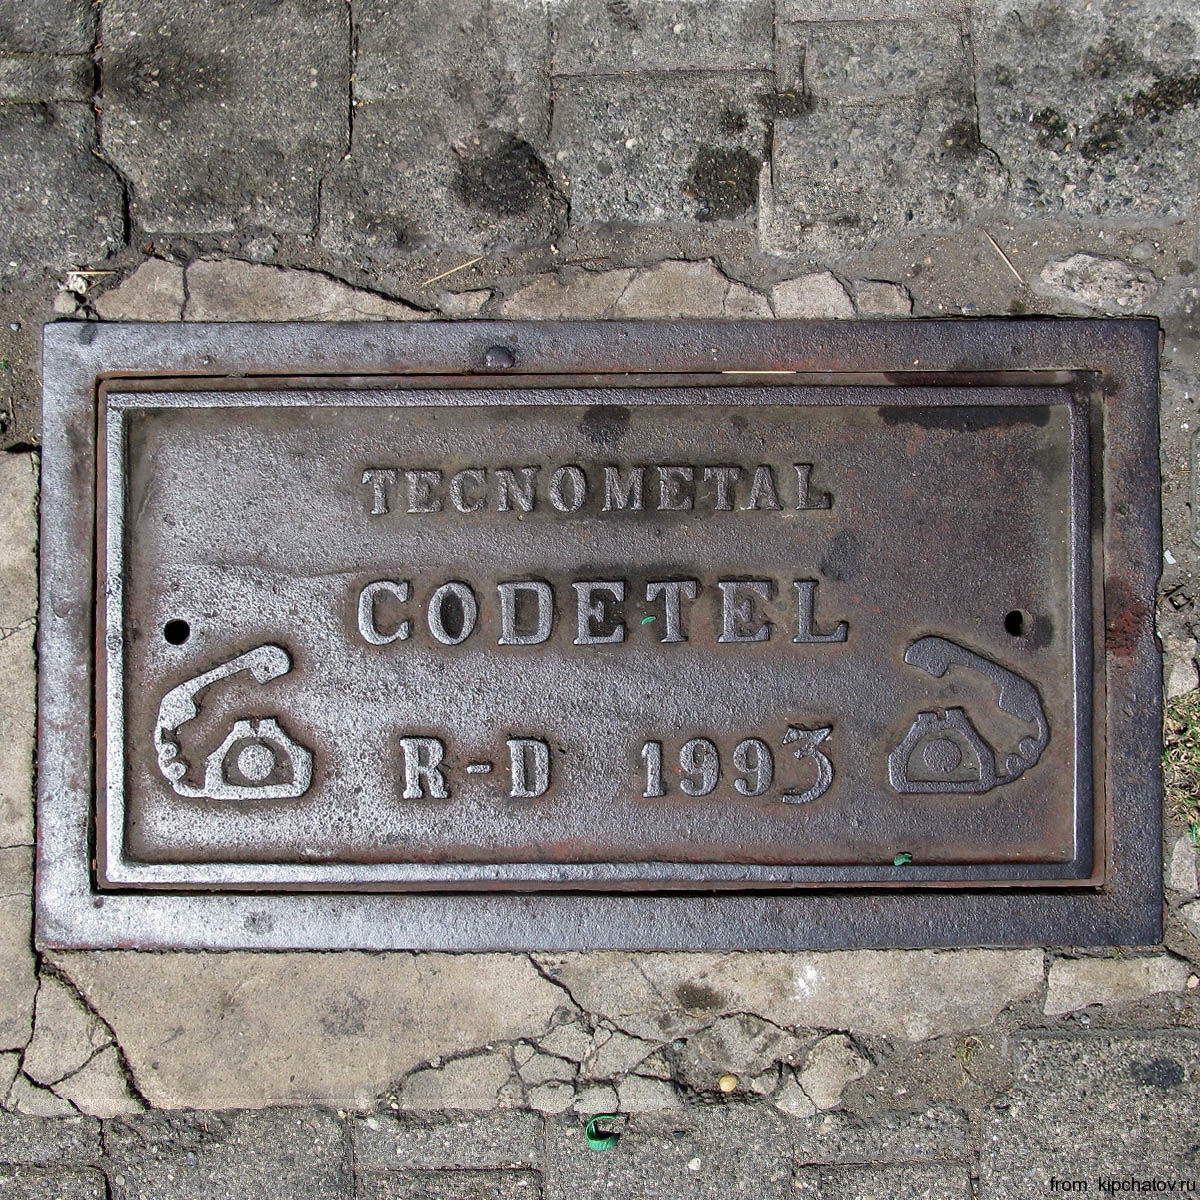 TECNOMETAL
CODETEL
R-D 1993
from kipchatov.ru